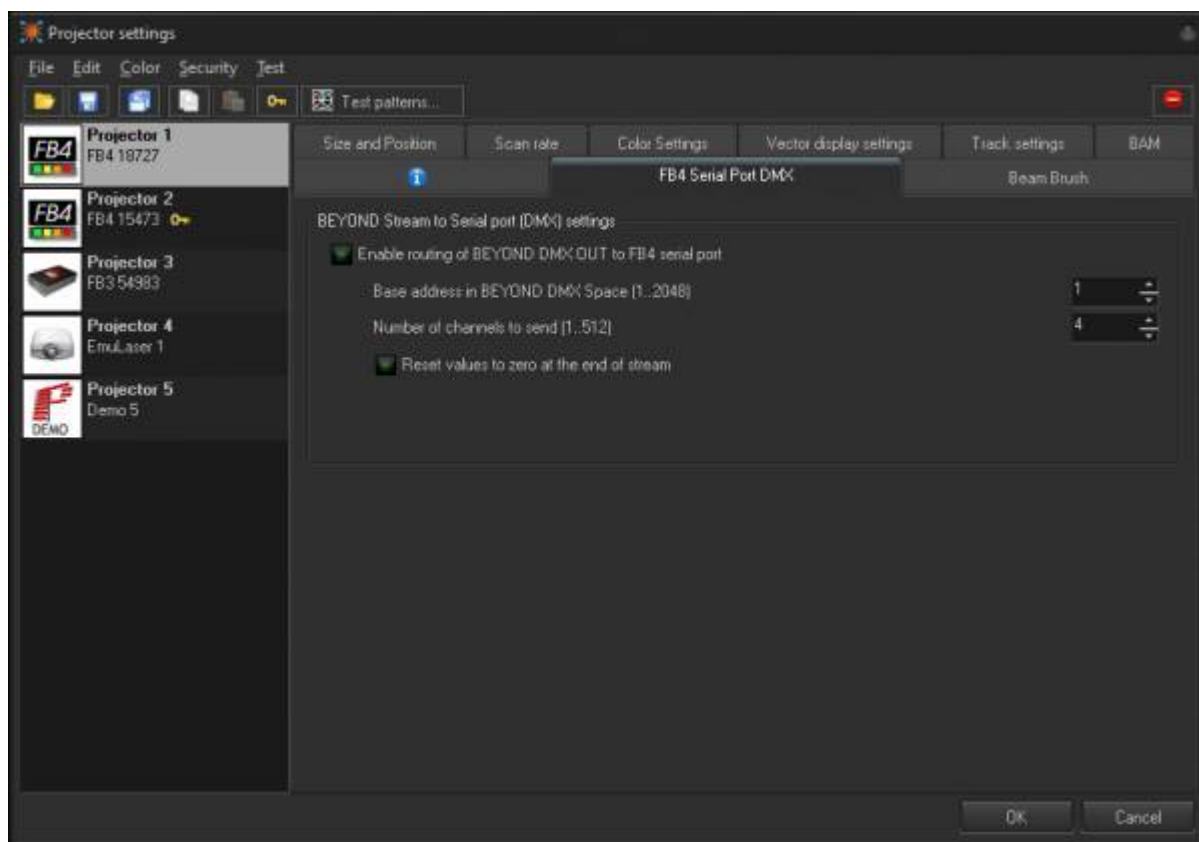 Projector settings
File Edit Color Security Test
Test patterns...
FB4 Projector 1
FB4 18727
FB4 Projector 2
FB4 15473
Projector 3
FB3 54983
Projector 4
EmuLaser 1
Projector 5
Demo 5
DEMO
Size and Position Scan rate Color Settings Vector display settings Track settings BAM
FB4 Serial Port DMX Beam Brush
BEYOND Stream to Serial port (DMX) settings
Enable routing of BEYOND DMX OUT to FB4 serial port
Base address in BEYOND DMX Space (1..2048) 1
Number of channels to send (1..512) 4
Reset values to zero at the end of stream
OK Cancel